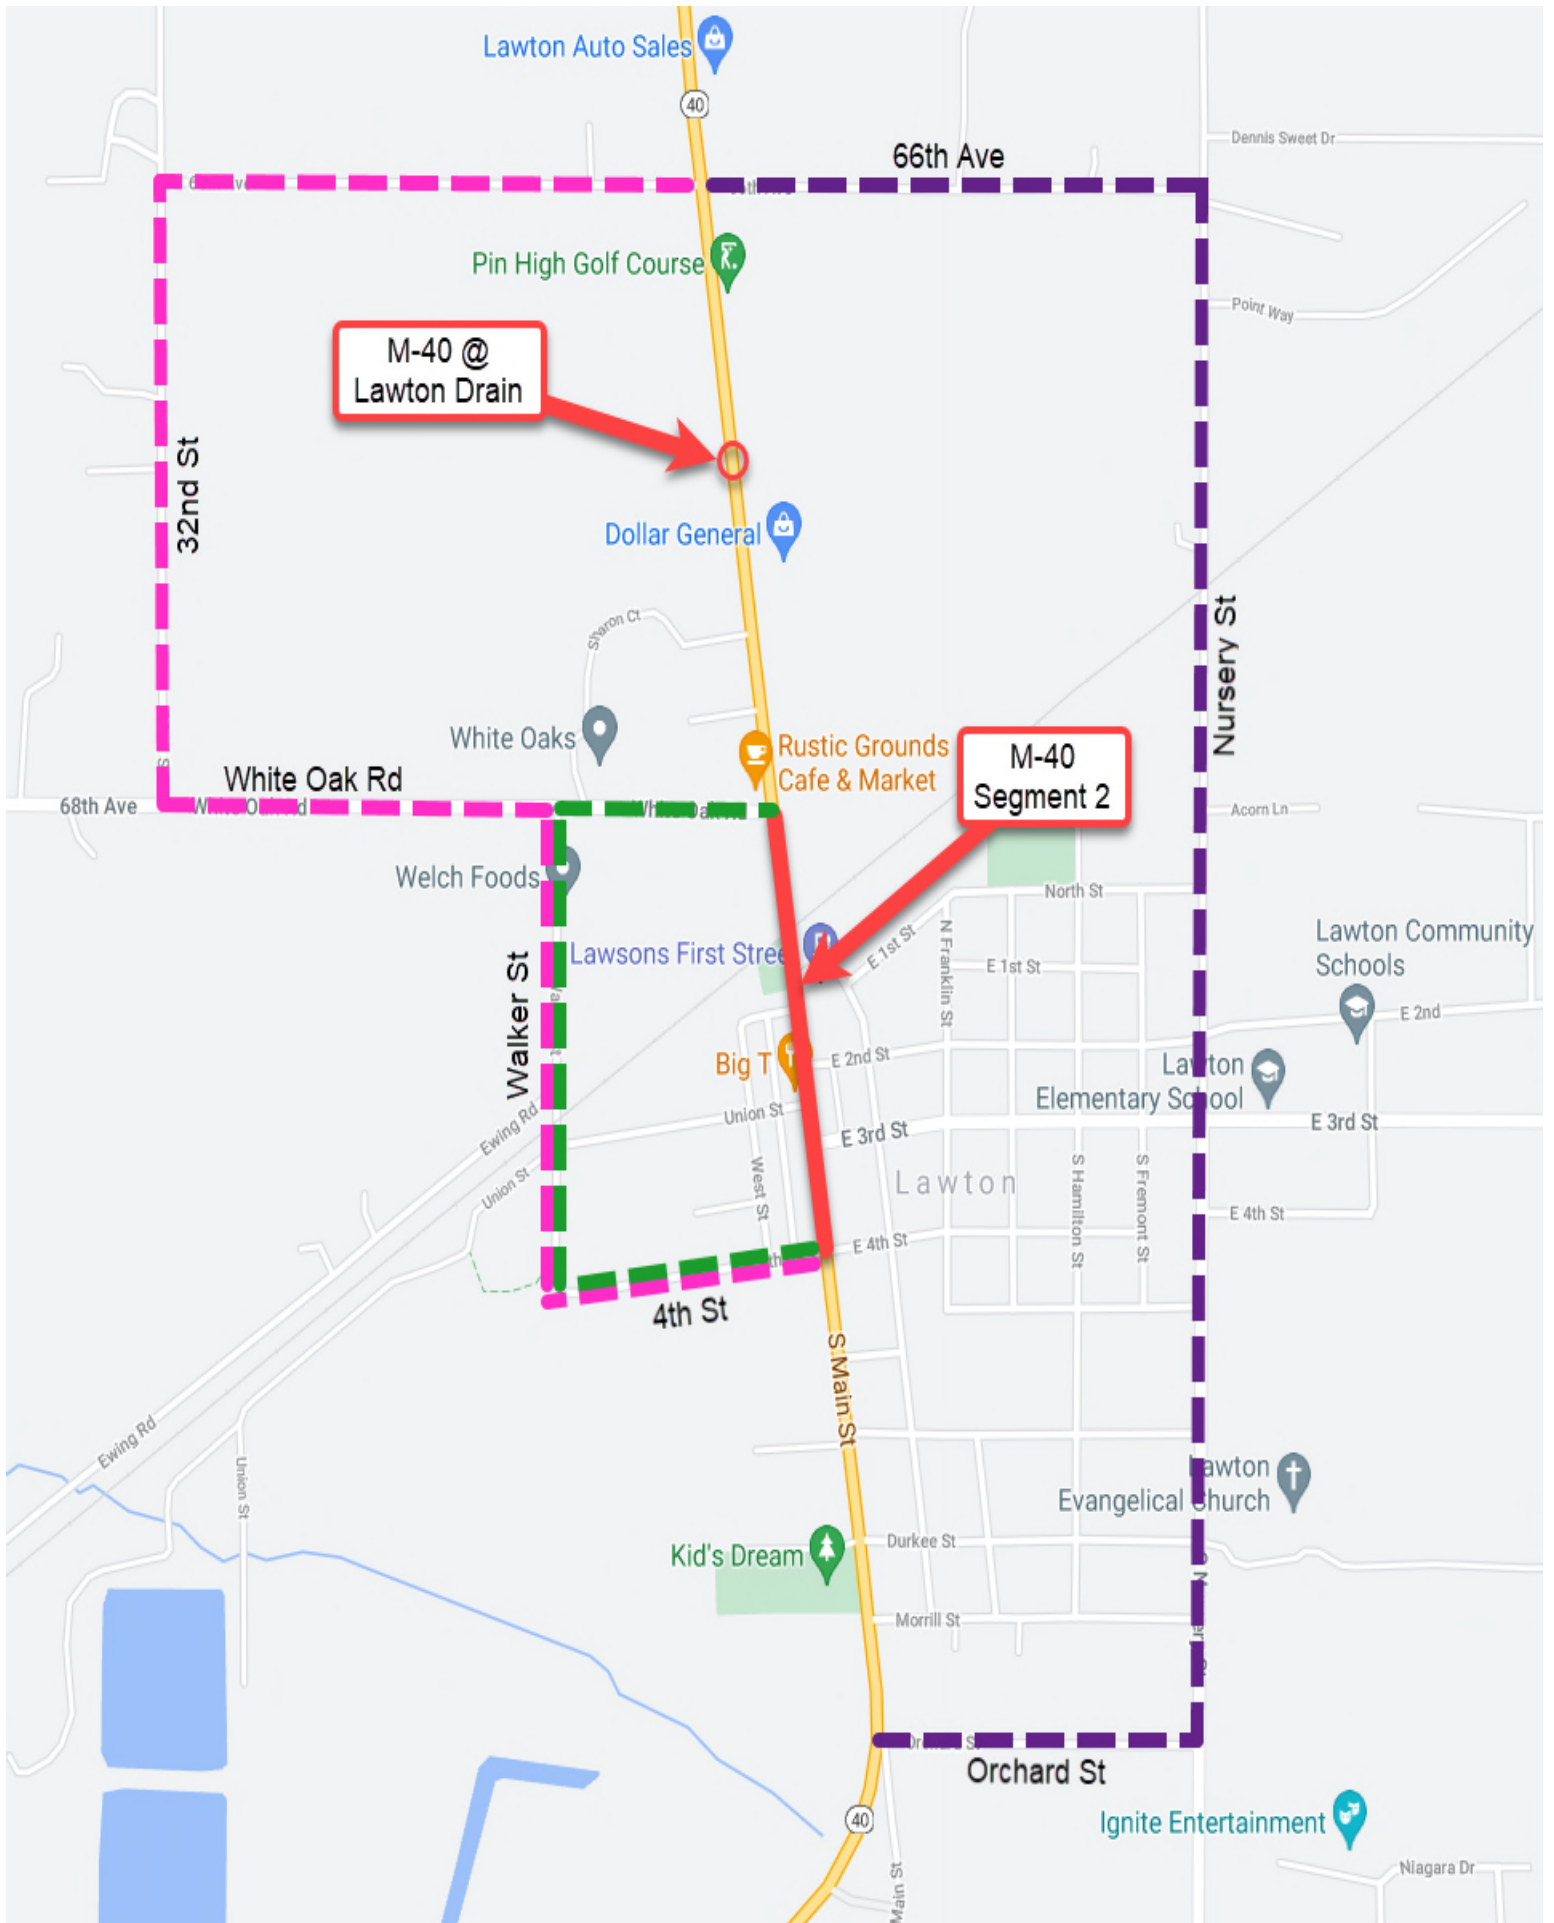 Lawton Auto Sales
40
Dennis Sweet Dr
66th Ave
Pin High Golf Course
Point Way
M-40 @
Lawton Drain
32nd St
Dollar General
Sharon Ct
Nursery St
White Oaks
Rustic Grounds
Cafe & Market
M-40
Segment 2
White Oak Rd
68th Ave
White Oak Rd
White Oak Rd
Acorn Ln
Welch Foods
North St
Lawsons First Stree
E 1st St
N Franklin St
E 1st St
Lawton Community
Schools
Walker St
E 2nd
Big T
E 2nd St
Lawton
Elementary School
Ewing Rd
Union St
E 3rd St
E 3rd St
Union St
West St
Lawton
S Hamilton St
S Fremont St
E 4th St
E 4th St
4th St
S Main St
Ewing Rd
Union St
Lawton
Evangelical Church
Kid's Dream
Durkee St
Morrill St
Orchard St
40
Ignite Entertainment
Main St
Niagara Dr